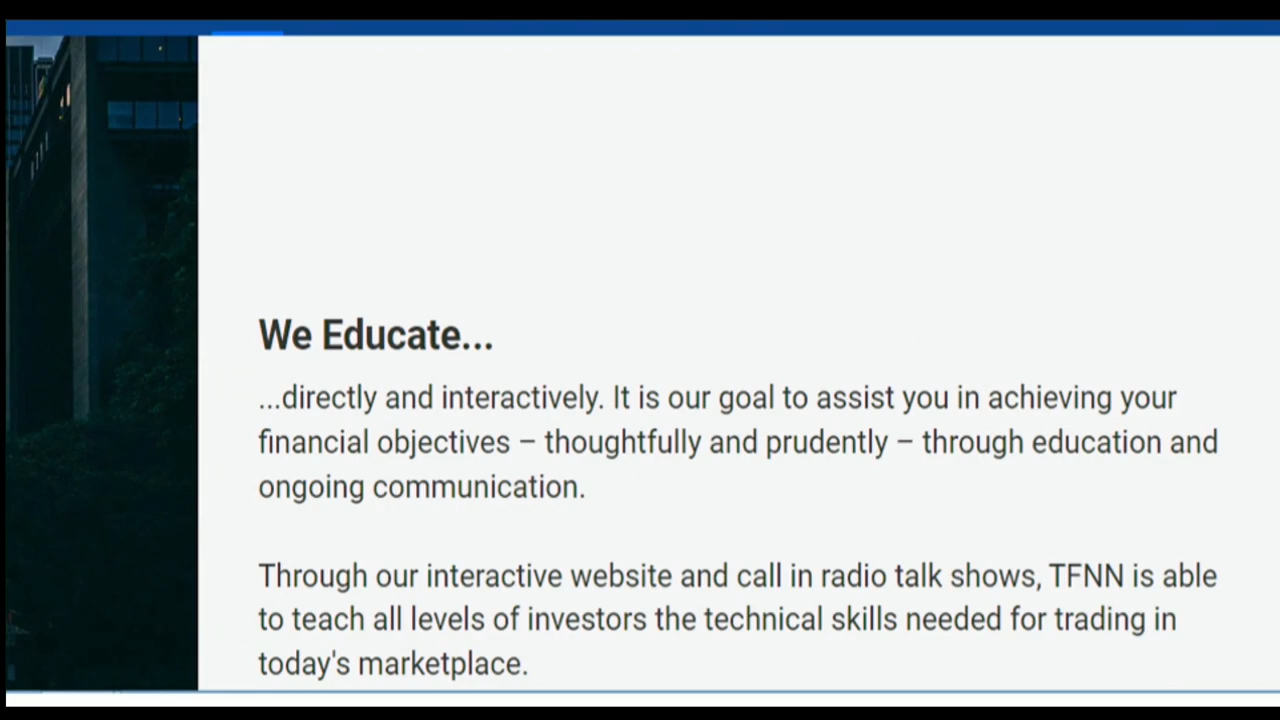 We Educate...
...directly and interactively. It is our goal to assist you in achieving your
financial objectives – thoughtfully and prudently – through education and
ongoing communication.
Through our interactive website and call in radio talk shows, TFNN is able
to teach all levels of investors the technical skills needed for trading in
today's marketplace.